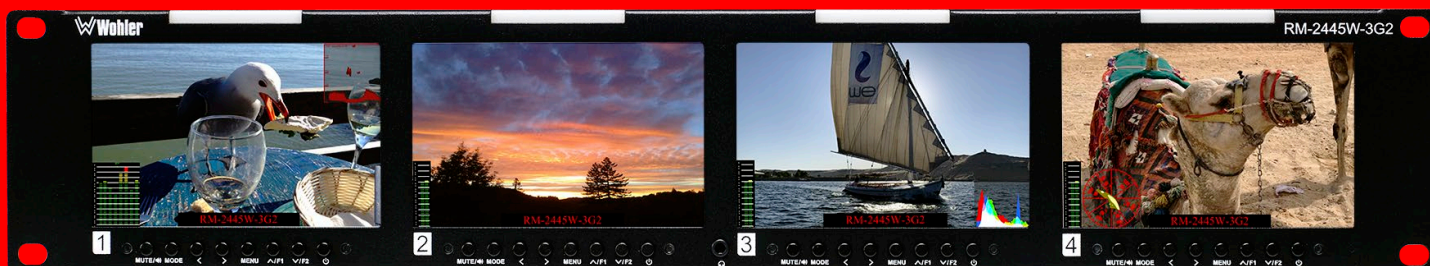 Wohler
RM-2445W-3G2
we
RM-2445W-3G2
RM-2445W-3G2
RM-2445W-3G2
RM-2445W-3G2
1
2
3
4
MUTE/ MODE < > MENU ∧/F1 ∨/F2
MUTE/ MODE < > MENU ∧/F1 ∨/F2
MUTE/ MODE < > MENU ∧/F1 ∨/F2
MUTE/ MODE < > MENU ∧/F1 ∨/F2